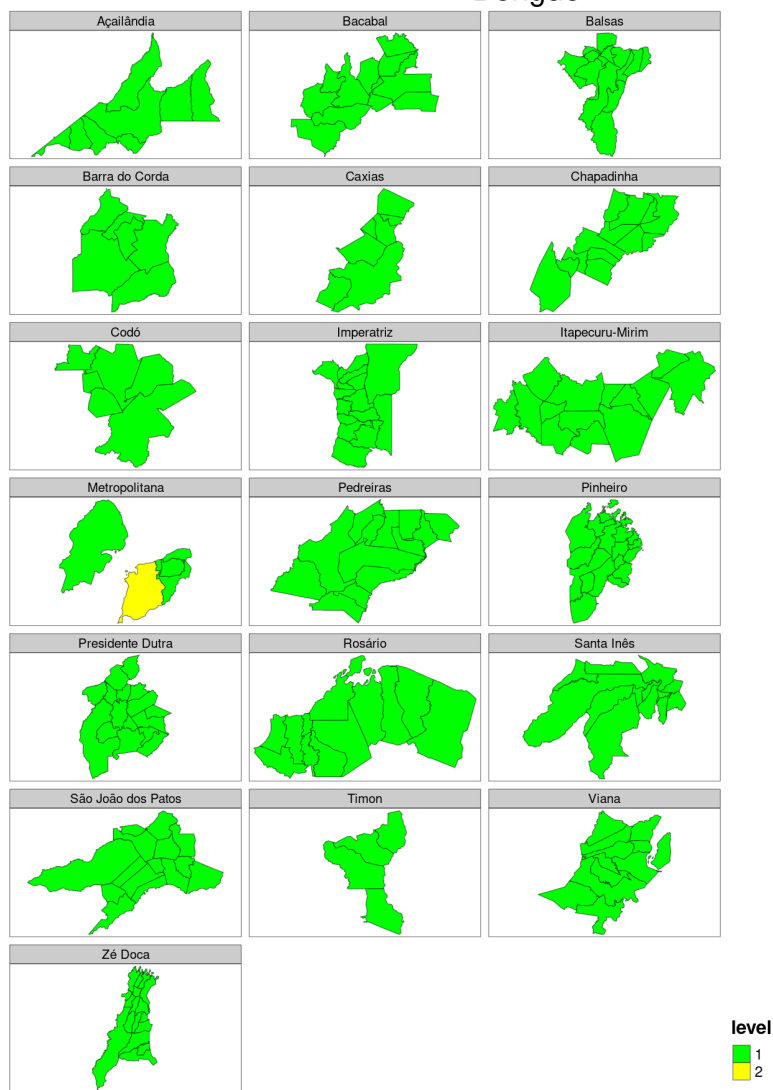 Açailândia
Bacabal
Balsas
Barra do Corda
Caxias
Chapadinha
Codó
Imperatriz
Itapecuru-Mirim
Metropolitana
Pedreiras
Pinheiro
Presidente Dutra
Rosário
Santa Inês
São João dos Patos
Timon
Viana
Zé Doca
level
1
2